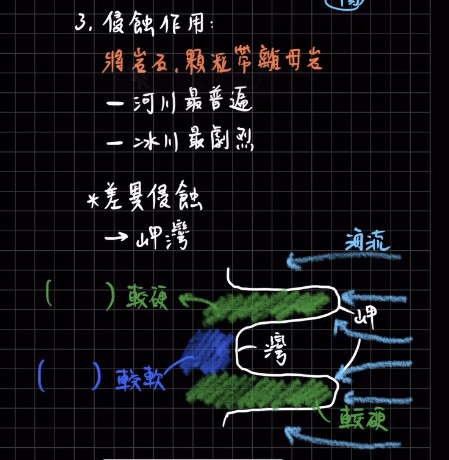 3. 侵蝕作用:
將岩石、顆粒帶離母岩
– 河川最普遍
– 冰川最劇烈
*差異侵蝕
→ 岬灣
海流
( ) 較硬
岬
灣
( ) 較軟
較硬